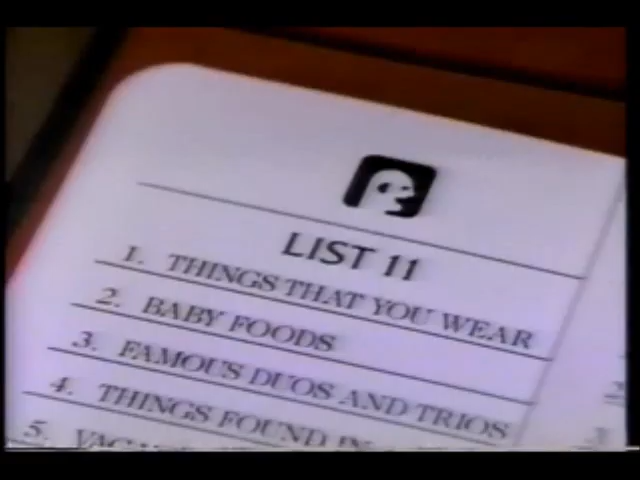 LIST 11
1. THINGS THAT YOU WEAR
2. BABY FOODS
3. FAMOUS DUOS AND TRIOS
4. THINGS FOUND IN
5.